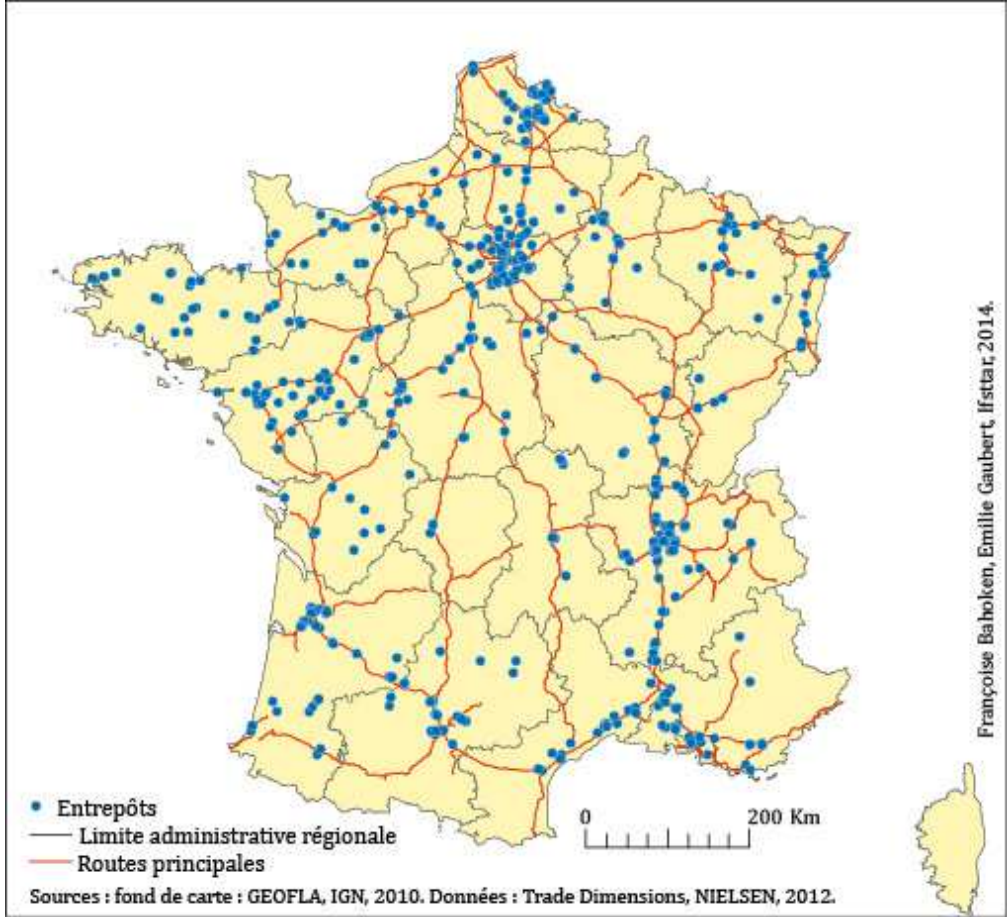 Entrepôts
Limite administrative régionale
Routes principales
0 200 Km
Sources : fond de carte : GEOFLA, IGN, 2010. Données : Trade Dimensions, NIELSEN, 2012.
Françoise Bahoken, Emilie Gaubert, Ifsttar, 2014.